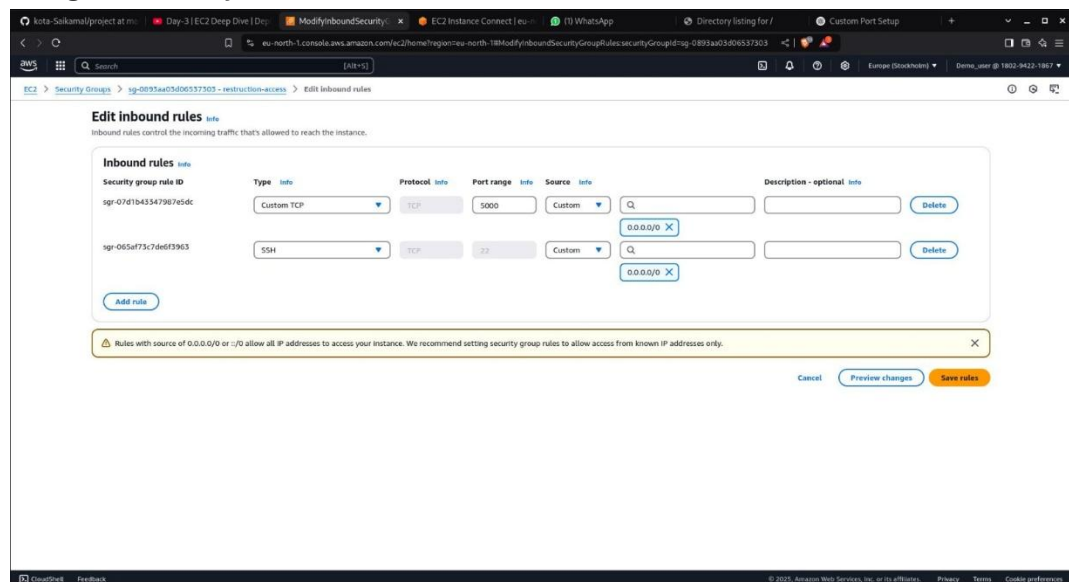 kota-Saikamal/project at ma
Day-3 | EC2 Deep Dive | Dep
ModifyInboundSecurityG
EC2 Instance Connect | eu-n
(1) WhatsApp
Directory listing for /
Custom Port Setup
eu-north-1.console.aws.amazon.com/ec2/home?region=eu-north-1#ModifyInboundSecurityGroupRules:securityGroupId=sg-0893aa03d06537303
aws
Search
[Alt+S]
Europe (Stockholm)
Demo_user @ 1802-9422-1867
EC2 > Security Groups > sg-0893aa03d06537303 - restruction-access > Edit inbound rules
Edit inbound rules Info
Inbound rules control the incoming traffic that's allowed to reach the instance.
Inbound rules Info
Security group rule ID Type Info Protocol Info Port range Info Source Info Description - optional Info
sgr-07d1b43347987e5dc Custom TCP TCP 5000 Custom Delete
0.0.0.0/0
sgr-065af73c7de6f3963 SSH TCP 22 Custom Delete
0.0.0.0/0
Add rule
Rules with source of 0.0.0.0/0 or ::/0 allow all IP addresses to access your instance. We recommend setting security group rules to allow access from known IP addresses only.
Cancel Preview changes Save rules
CloudShell Feedback © 2025, Amazon Web Services, Inc. or its affiliates. Privacy Terms Cookie preferences